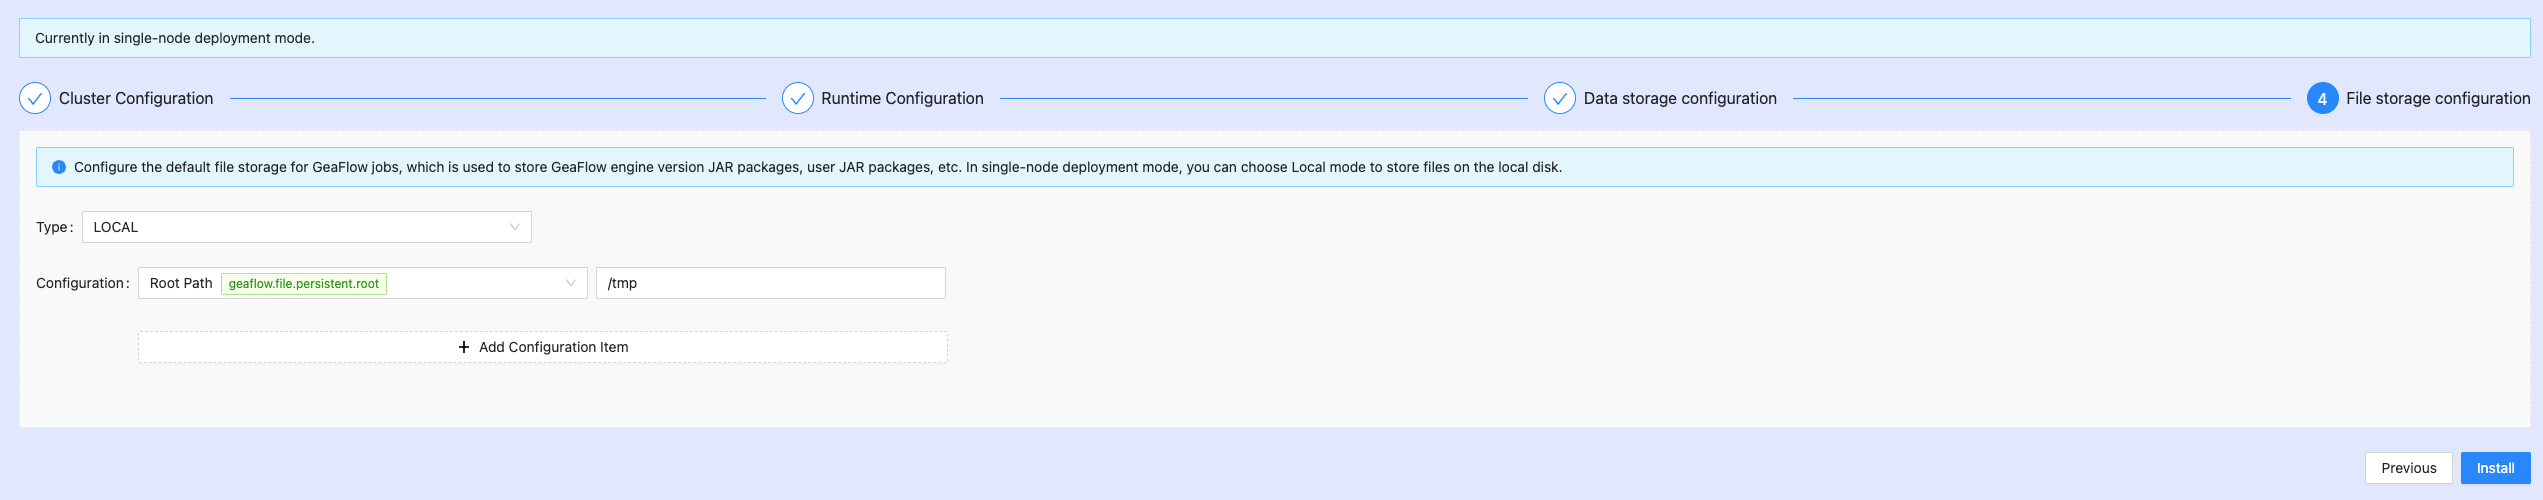 Currently in single-node deployment mode.
Cluster Configuration
Runtime Configuration
Data storage configuration
4 File storage configuration
Configure the default file storage for GeaFlow jobs, which is used to store GeaFlow engine version JAR packages, user JAR packages, etc. In single-node deployment mode, you can choose Local mode to store files on the local disk.
Type: LOCAL
Configuration: Root Path geaflow.file.persistent.root /tmp
+ Add Configuration Item
Previous Install